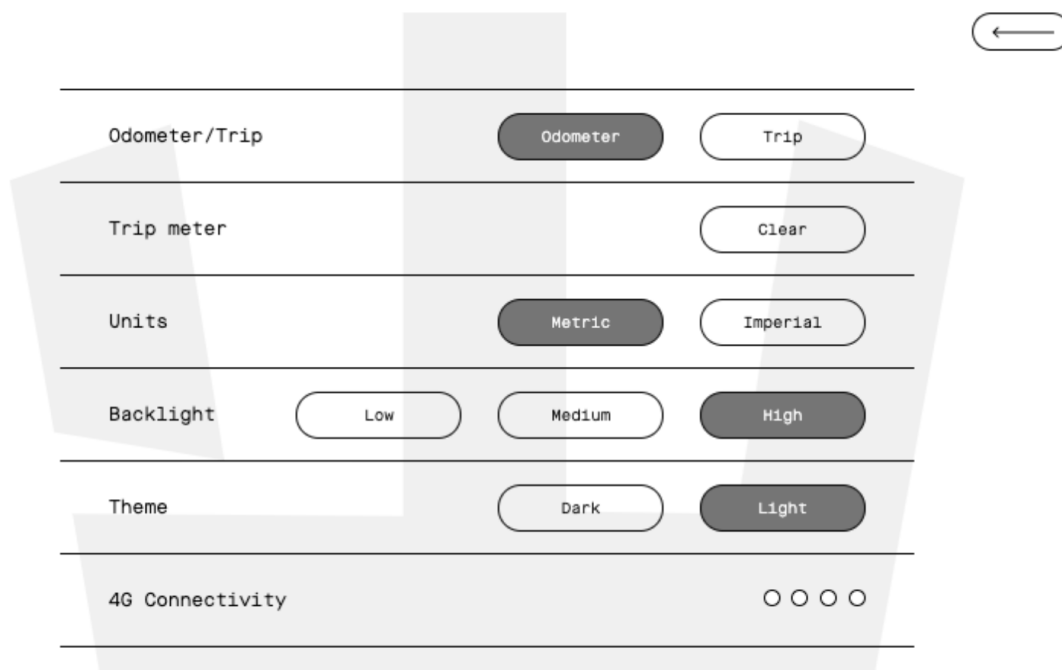 Odometer/Trip Odometer Trip
Trip meter Clear
Units Metric Imperial
Backlight Low Medium High
Theme Dark Light
4G Connectivity